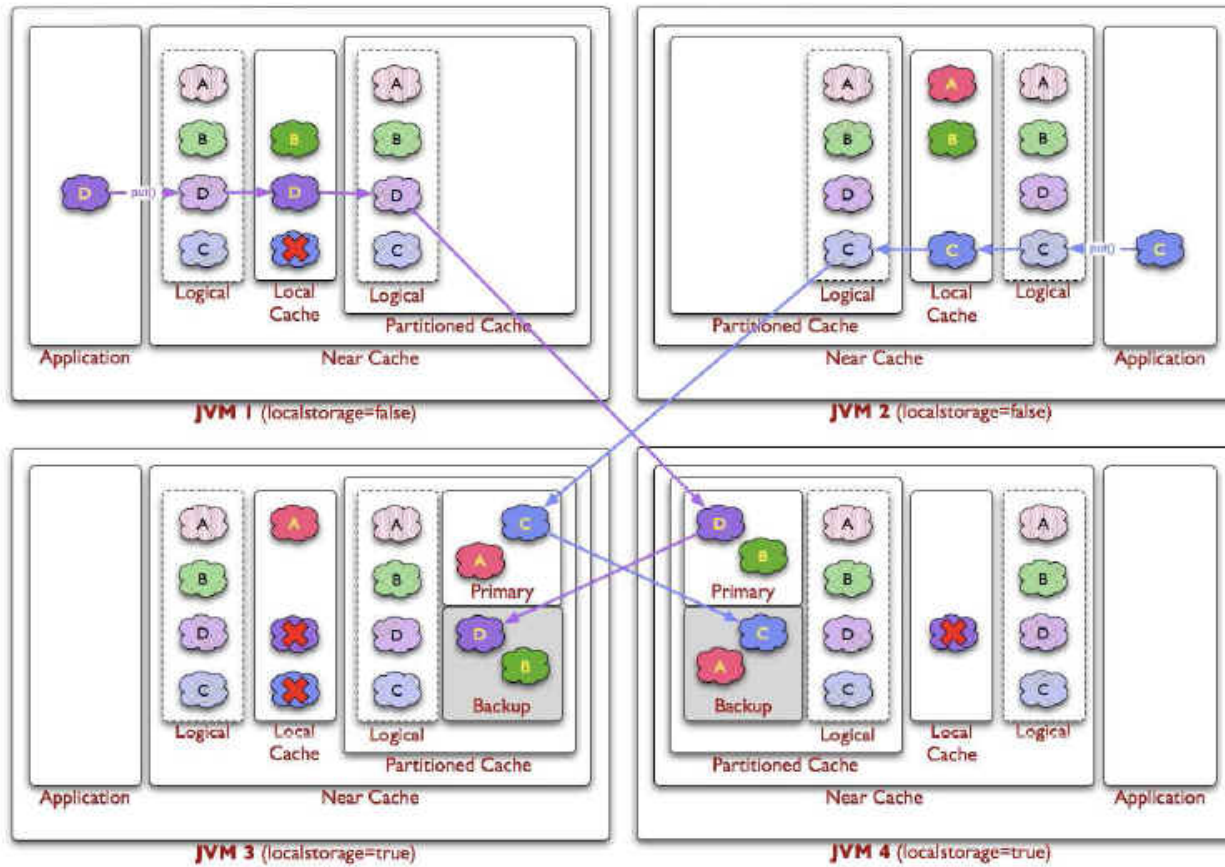 A A A A A
B B B B B B
D put() D D D D D
C C C C C put() C
Logical Local Cache Logical Logical Local Cache Logical
Partitioned Cache Partitioned Cache
Application Near Cache Near Cache Application
JVM 1 (localstorage=false) JVM 2 (localstorage=false)
A A A C D A A
A B
B B Primary Primary B B
D D D C D D
B A
C C Backup Backup C C
Logical Local Cache Logical Logical Local Cache Logical
Partitioned Cache Partitioned Cache
Application Near Cache Near Cache Application
JVM 3 (localstorage=true) JVM 4 (localstorage=true)